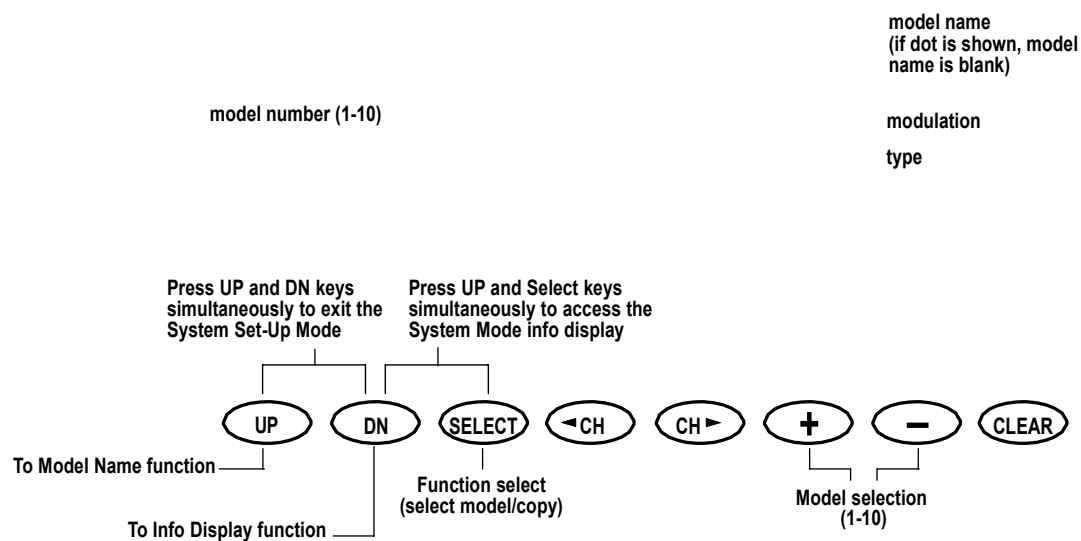 model name
(if dot is shown, model
name is blank)
model number (1-10)
modulation
type
Press UP and DN keys
simultaneously to exit the
System Set-Up Mode
Press UP and Select keys
simultaneously to access the
System Mode info display
UP
DN
SELECT
◄CH
CH►
+
−
CLEAR
To Model Name function
Function select
(select model/copy)
Model selection
(1-10)
To Info Display function